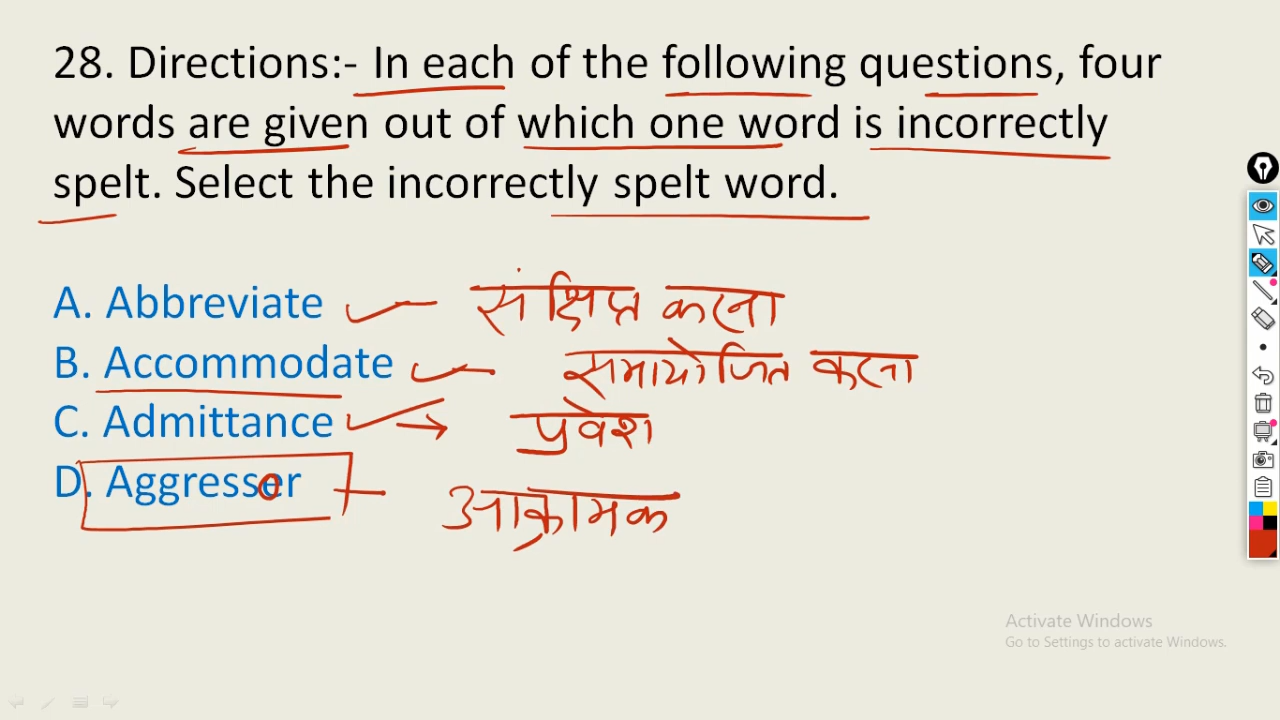 28. Directions:- In each of the following questions, four
words are given out of which one word is incorrectly
spelt. Select the incorrectly spelt word.
A. Abbreviate संक्षिप्त करना
B. Accommodate समायोजित करना
C. Admittance → प्रवेश
D. Aggresser o आक्रामक
Activate Windows
Go to Settings to activate Windows.